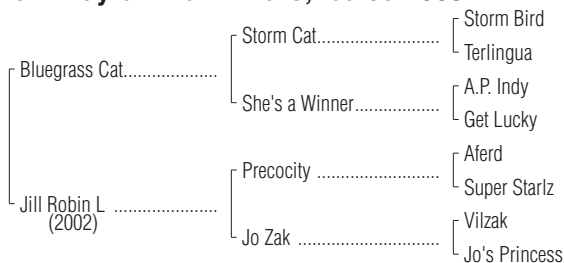 Storm Bird
Storm Cat....................
Terlingua
Bluegrass Cat...................
A.P. Indy
She's a Winner..................
Get Lucky
Aferd
Precocity .........................
Super Starlz
Jill Robin L .....................
(2002)
Vilzak
Jo Zak .............................
Jo's Princess